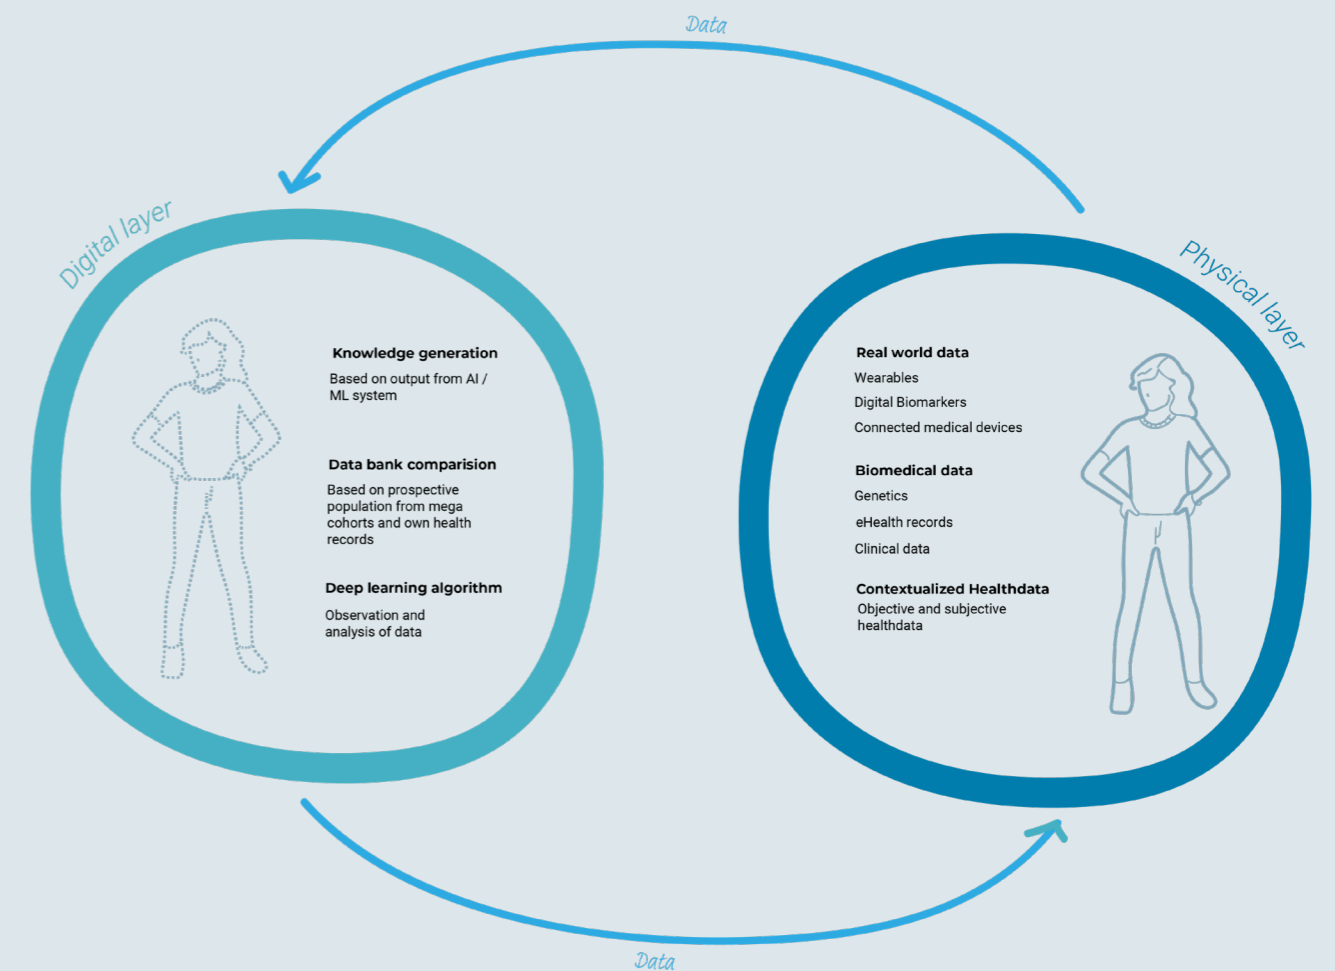 Data
Digital layer
Knowledge generation
Based on output from AI /
ML system
Data bank comparision
Based on prospective
population from mega
cohorts and own health
records
Deep learning algorithm
Observation and
analysis of data
Physical layer
Real world data
Wearables
Digital Biomarkers
Connected medical devices
Biomedical data
Genetics
eHealth records
Clinical data
Contextualized Healthdata
Objective and subjective
healthdata
Data